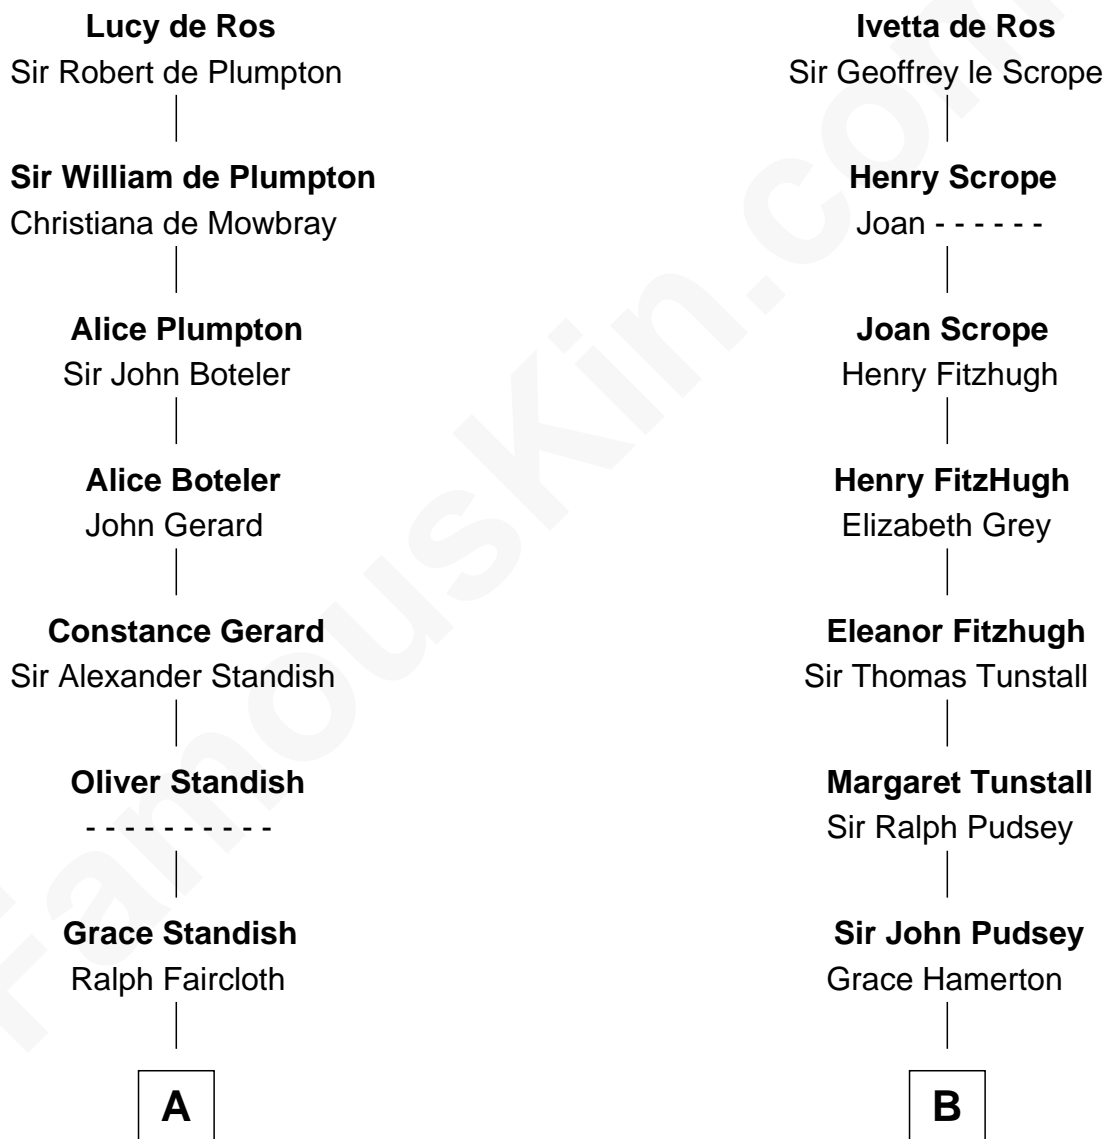 Lucy de Ros
Sir Robert de Plumpton
Sir William de Plumpton
Christiana de Mowbray
Alice Plumpton
Sir John Boteler
Alice Boteler
John Gerard
Constance Gerard
Sir Alexander Standish
Oliver Standish
- - - - - - - - - -
Grace Standish
Ralph Faircloth
A
Ivetta de Ros
Sir Geoffrey le Scrope
Henry Scrope
Joan - - - - - -
Joan Scrope
Henry Fitzhugh
Henry FitzHugh
Elizabeth Grey
Eleanor Fitzhugh
Sir Thomas Tunstall
Margaret Tunstall
Sir Ralph Pudsey
Sir John Pudsey
Grace Hamerton
B
FamousKin.com